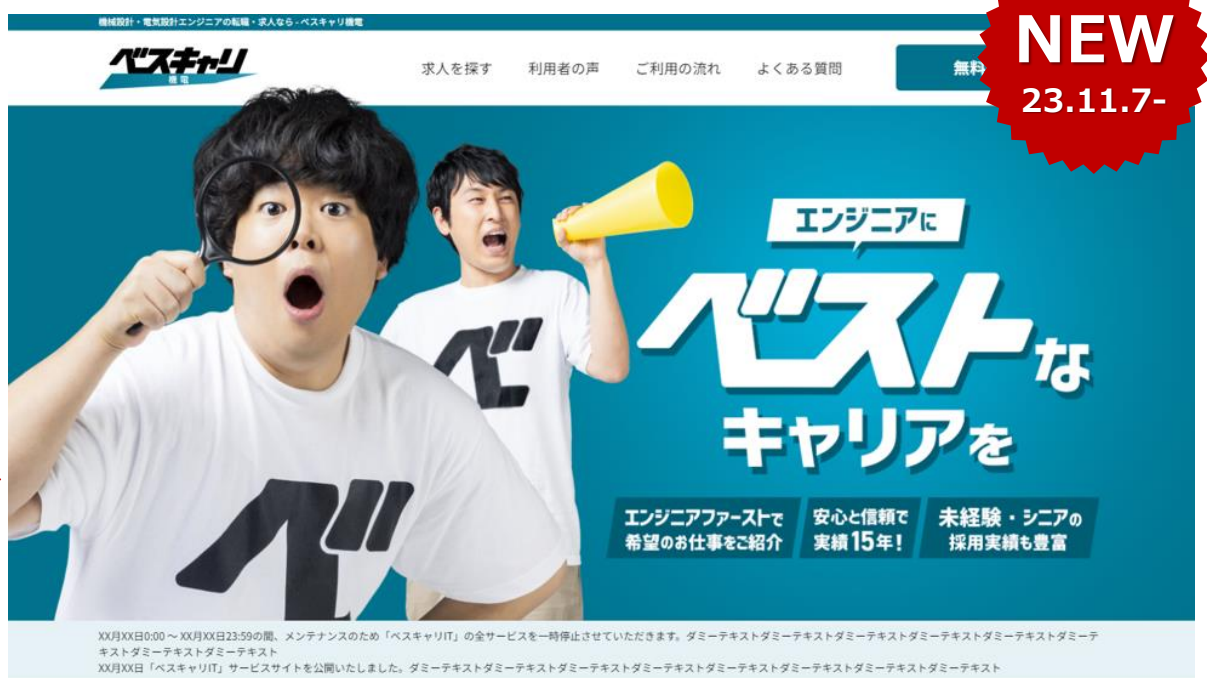 機械設計・電気設計エンジニアの転職・求人なら - ベスキャリ機電
NEW
23.11.7-
ベスキャリ
機電
求人を探す 利用者の声 ご利用の流れ よくある質問 無料
エンジニアに
ベストな
キャリアを
ベ
ベ
エンジニアファーストで
希望のお仕事をご紹介
安心と信頼で
実績15年!
未経験・シニアの
採用実績も豊富
XX月XX日0:00 ~ XX月XX日23:59の間、メンテナンスのため「ベスキャリIT」の全サービスを一時停止させていただきます。ダミーテキストダミーテキストダミーテキストダミーテキストダミーテキストダミーテ
キストダミーテキストダミーテキスト
XX月XX日「ベスキャリIT」サービスサイトを公開いたしました。ダミーテキストダミーテキストダミーテキストダミーテキストダミーテキストダミーテキストダミーテキストダミーテキスト